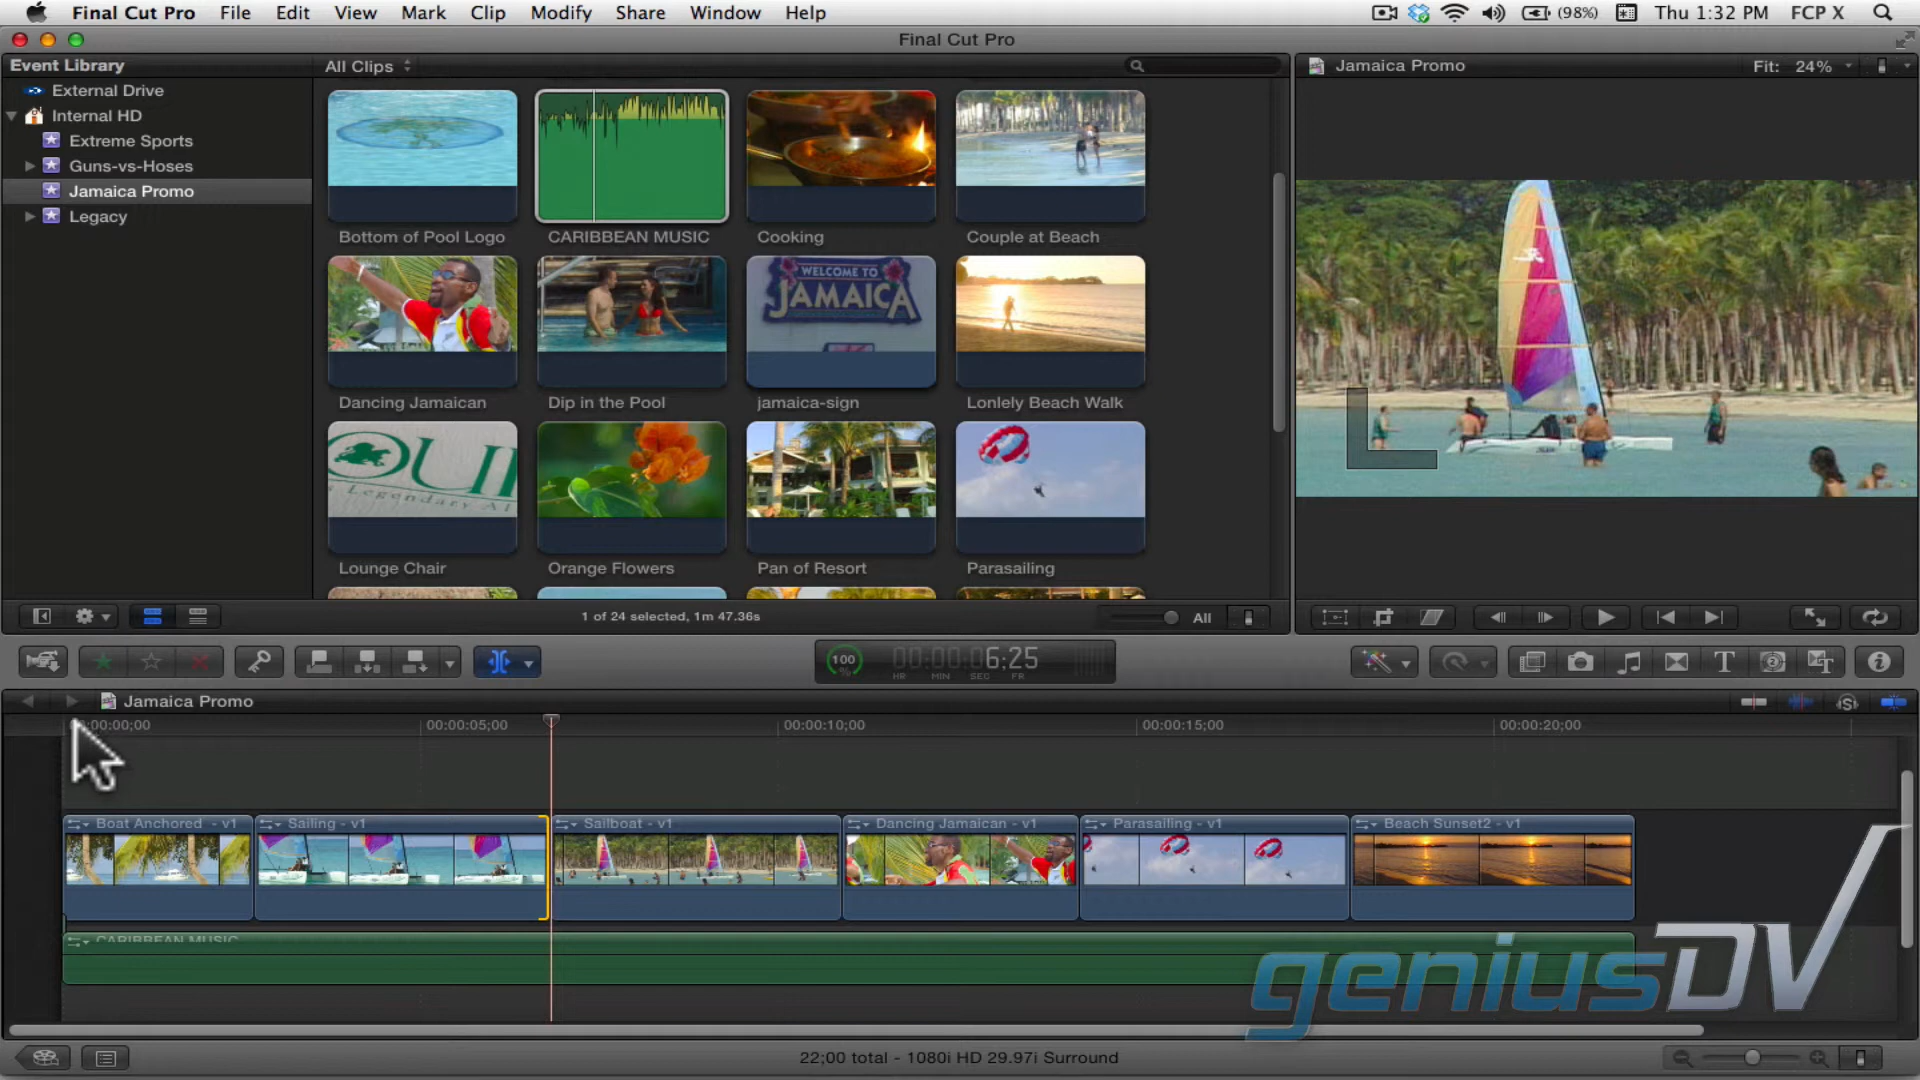 Final Cut Pro File Edit View Mark Clip Modify Share Window Help (98%) Thu 1:32 PM FCP X
Final Cut Pro
Event Library
All Clips
Jamaica Promo
Fit: 24%
External Drive
Internal HD
Extreme Sports
Guns-vs-Hoses
Jamaica Promo
Legacy
Bottom of Pool Logo
CARIBBEAN MUSIC
Cooking
Couple at Beach
WELCOME TO
JAMAICA
Dancing Jamaican
Dip in the Pool
jamaica-sign
Lonlely Beach Walk
Lounge Chair
Orange Flowers
Pan of Resort
Parasailing
1 of 24 selected, 1m 47.36s
All
100
%
00:00:06;25
HR MIN SEC FR
Jamaica Promo
00:00:00;00
00:00:05;00
00:00:10;00
00:00:15;00
00:00:20;00
Boat Anchored - v1
Sailing - v1
Sailboat - v1
Dancing Jamaican - v1
Parasailing - v1
Beach Sunset2 - v1
CARIBBEAN MUSIC
geniusDV
22;00 total - 1080i HD 29.97i Surround